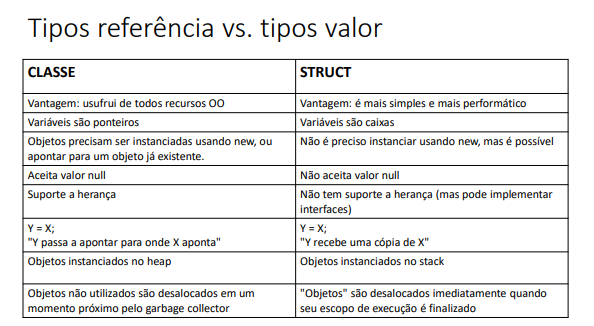 Tipos referência vs. tipos valor
CLASSE
STRUCT
Vantagem: usufrui de todos recursos OO
Vantagem: é mais simples e mais performático
Variáveis são ponteiros
Variáveis são caixas
Objetos precisam ser instanciadas usando new, ou
apontar para um objeto já existente.
Não é preciso instanciar usando new, mas é possível
Aceita valor null
Não aceita valor null
Suporte a herança
Não tem suporte a herança (mas pode implementar
interfaces)
Y = X;
"Y passa a apontar para onde X aponta"
Y = X;
"Y recebe uma cópia de X"
Objetos instanciados no heap
Objetos instanciados no stack
Objetos não utilizados são desalocados em um
momento próximo pelo garbage collector
"Objetos" são desalocados imediatamente quando
seu escopo de execução é finalizado